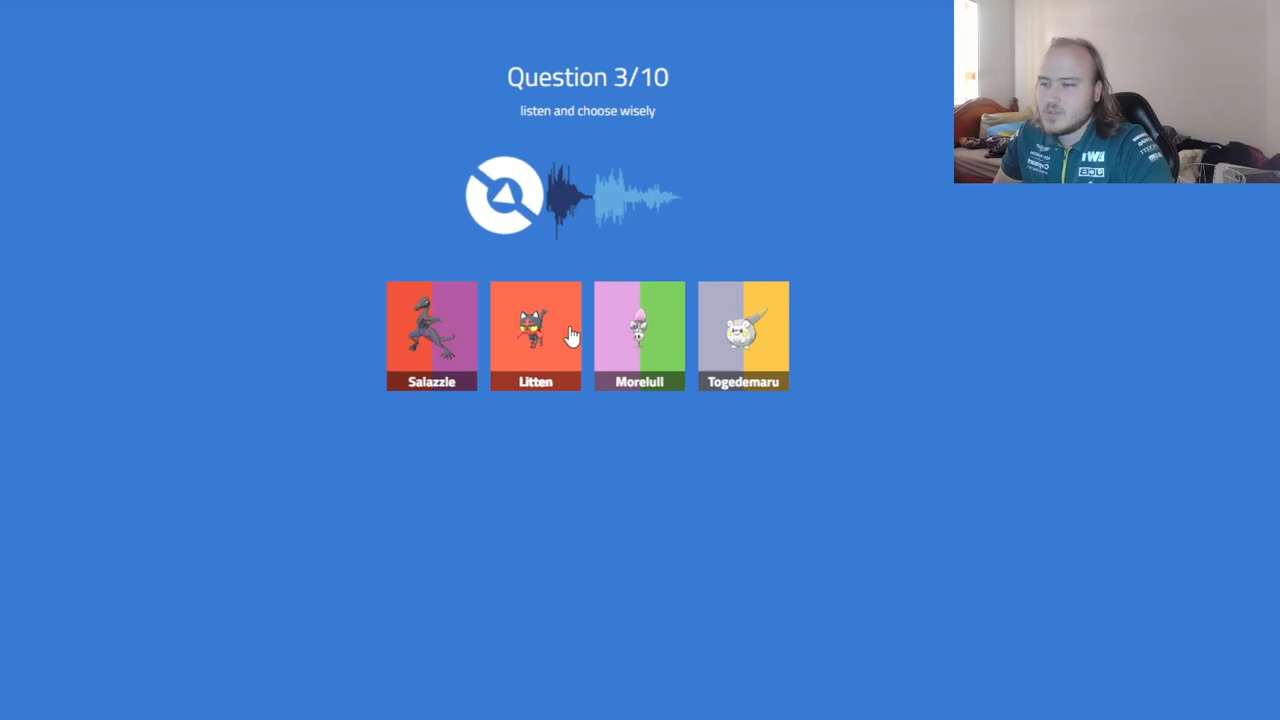 Question 3/10
listen and choose wisely
Salazzle
Litten
Morelull
Togedemaru